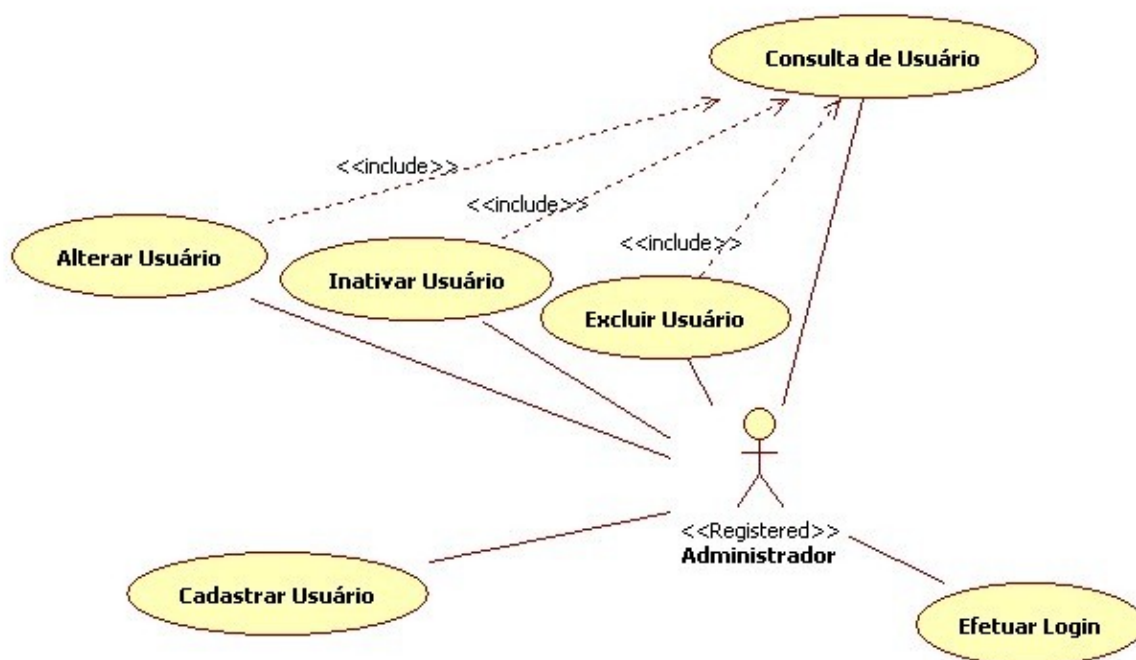 Consulta de Usuário
<<include>>
<<include>>
<<include>>
Alterar Usuário
Inativar Usuário
Excluir Usuário
<<Registered>>
Administrador
Cadastrar Usuário
Efetuar Login